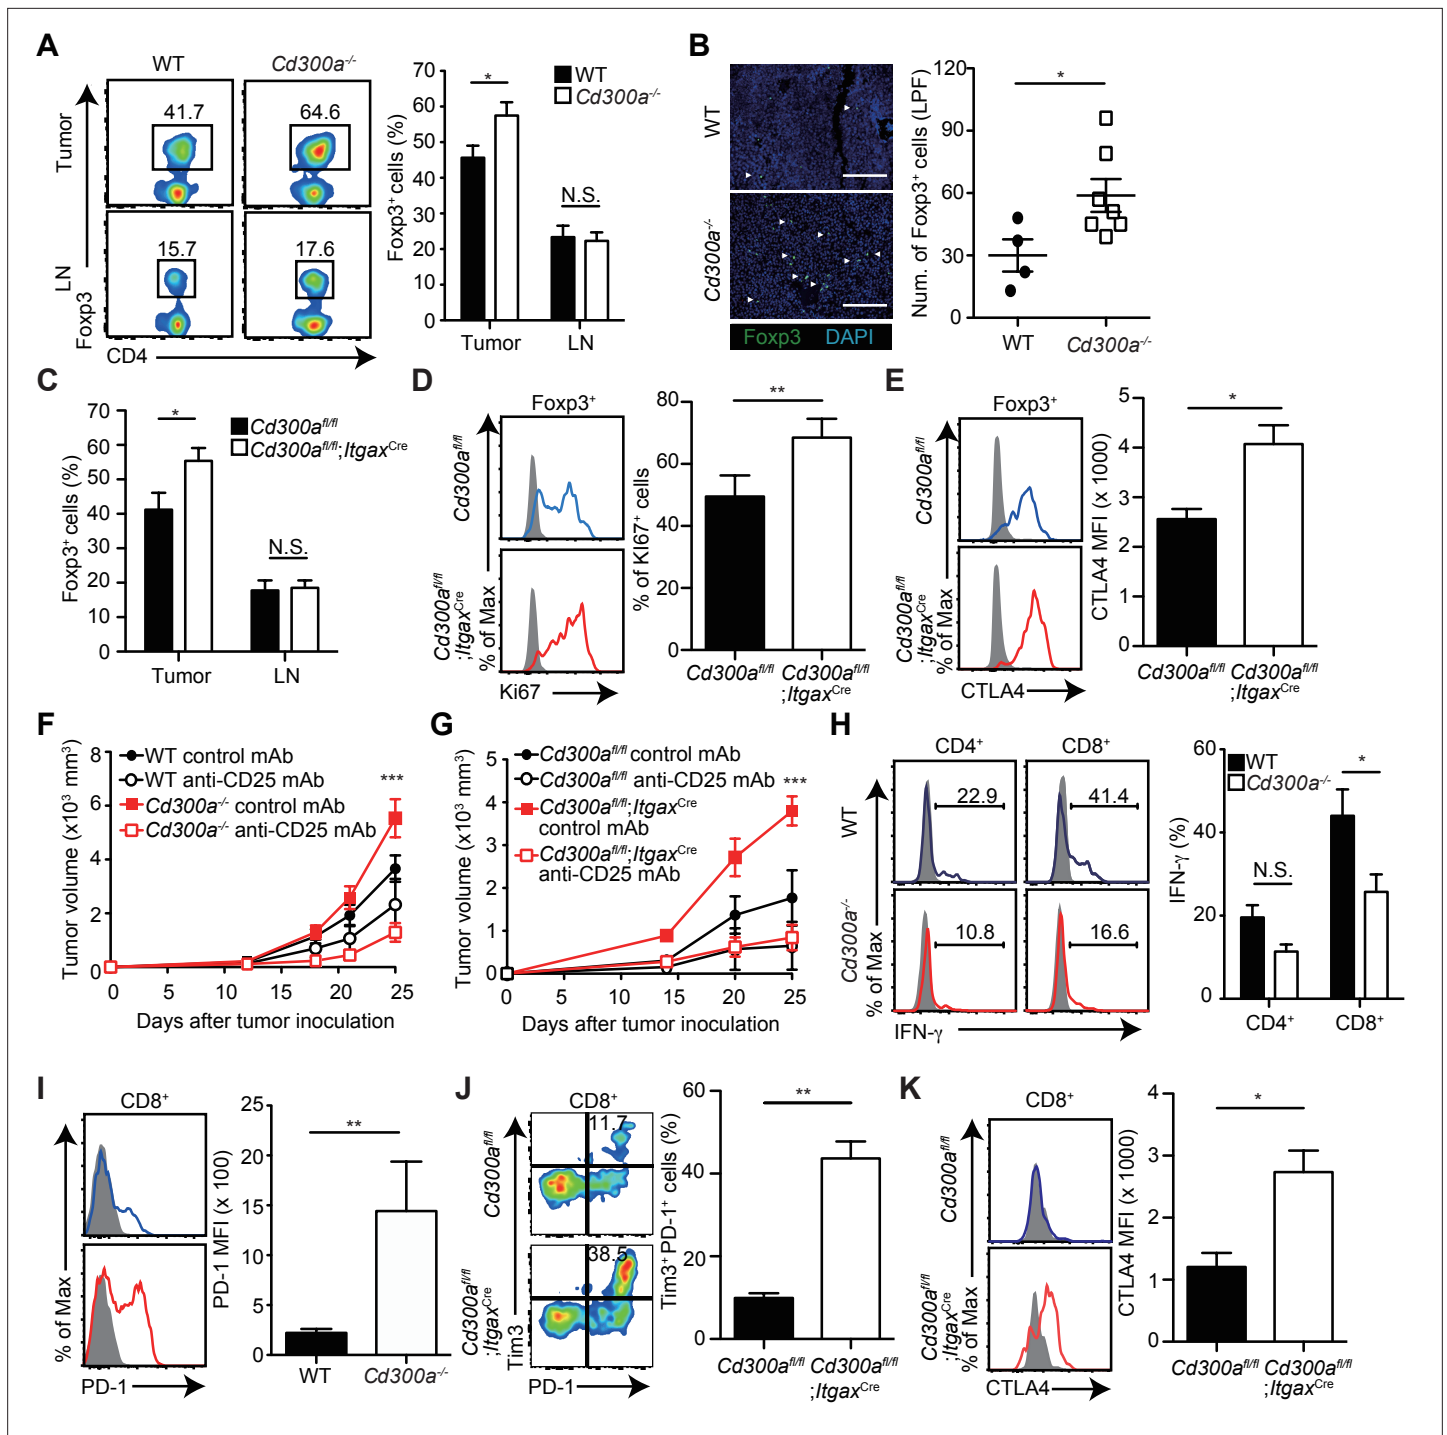 A
WT
Cd300a-/-
Tumor
LN
Foxp3
CD4
41.7
64.6
15.7
17.6
Foxp3+ cells (%)
70
60
50
40
30
20
10
0
*
N.S.
WT
Cd300a-/-
Tumor
LN
B
WT
Cd300a-/-
Foxp3 DAPI
Num. of Foxp3+ cells (LPF)
120
90
60
30
0
*
WT
Cd300a-/-
C
Foxp3+ cells (%)
70
60
50
40
30
20
10
0
*
N.S.
Cd300afl/fl
Cd300afl/fl;ItgaxCre
Tumor
LN
D
Foxp3+
Cd300afl/fl
Cd300afl/fl
;ItgaxCre
% of Max
Ki67
% of KI67+ cells
80
60
40
20
0
**
Cd300afl/fl
Cd300afl/fl
;ItgaxCre
E
Foxp3+
Cd300afl/fl
Cd300afl/fl
;ItgaxCre
% of Max
CTLA4
CTLA4 MFI (x 1000)
5
4
3
2
1
0
*
Cd300afl/fl
Cd300afl/fl
;ItgaxCre
F
Tumor volume (x10³ mm³)
8
6
4
2
0
WT control mAb
WT anti-CD25 mAb
Cd300a-/- control mAb
Cd300a-/- anti-CD25 mAb
***
0 5 10 15 20 25
Days after tumor inoculation
G
Tumor volume (x10³ mm³)
5
4
3
2
1
0
Cd300afl/fl control mAb
Cd300afl/fl anti-CD25 mAb
Cd300afl/fl;ItgaxCre
control mAb
Cd300afl/fl;ItgaxCre
anti-CD25 mAb
***
0 5 10 15 20 25
Days after tumor inoculation
H
CD4+
CD8+
WT
Cd300a-/-
% of Max
22.9
41.4
10.8
16.6
IFN-γ
IFN-γ (%)
60
40
20
0
WT
Cd300a-/-
N.S.
*
CD4+
CD8+
I
CD8+
% of Max
PD-1
PD-1 MFI (x 100)
25
20
15
10
5
0
**
WT
Cd300a-/-
J
CD8+
11.7
38.5
Cd300afl/fl
Cd300afl/fl
;ItgaxCre
Tim3
PD-1
Tim3+ PD-1+ cells (%)
60
40
20
0
**
Cd300afl/fl
Cd300afl/fl
;ItgaxCre
K
CD8+
Cd300afl/fl
Cd300afl/fl
;ItgaxCre
% of Max
CTLA4
CTLA4 MFI (x 1000)
4
3
2
1
0
*
Cd300afl/fl
Cd300afl/fl
;ItgaxCre